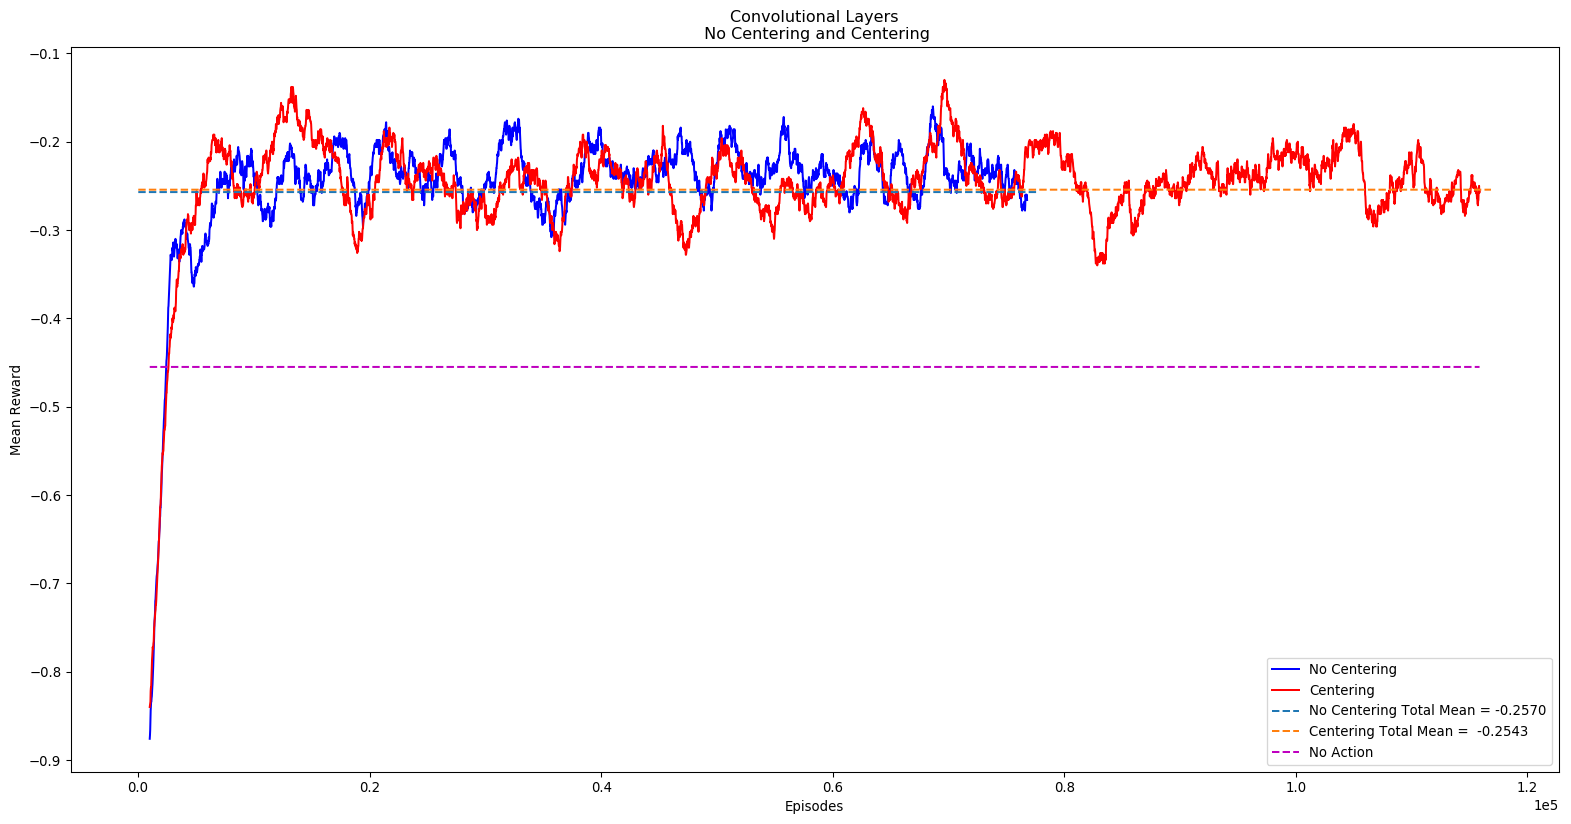 Convolutional Layers
No Centering and Centering
−0.1
−0.2
−0.3
−0.4
−0.5
−0.6
−0.7
−0.8
−0.9
Mean Reward
No Centering
Centering
No Centering Total Mean = -0.2570
Centering Total Mean =  -0.2543
No Action
0.0 0.2 0.4 0.6 0.8 1.0 1.2
Episodes
1e5